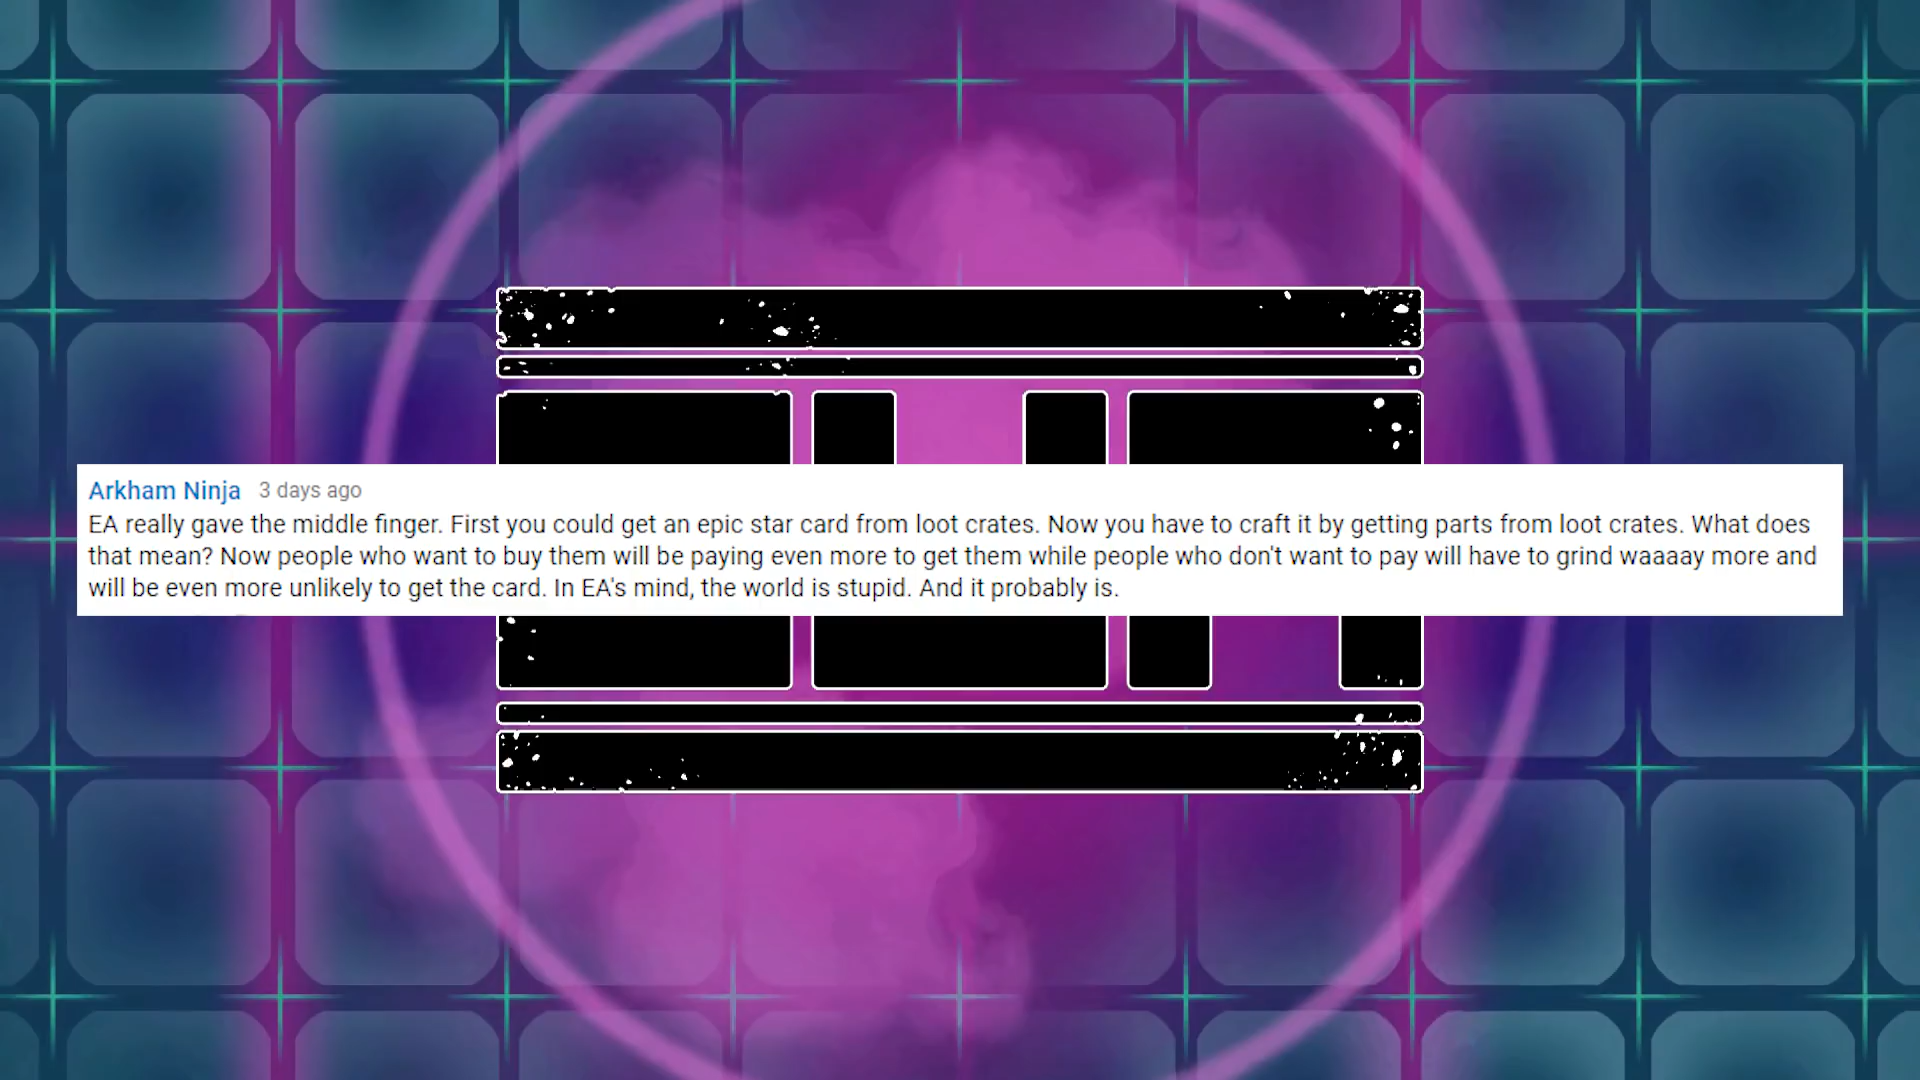 Arkham Ninja 3 days ago
EA really gave the middle finger. First you could get an epic star card from loot crates. Now you have to craft it by getting parts from loot crates. What does
that mean? Now people who want to buy them will be paying even more to get them while people who don't want to pay will have to grind waaaay more and
will be even more unlikely to get the card. In EA's mind, the world is stupid. And it probably is.